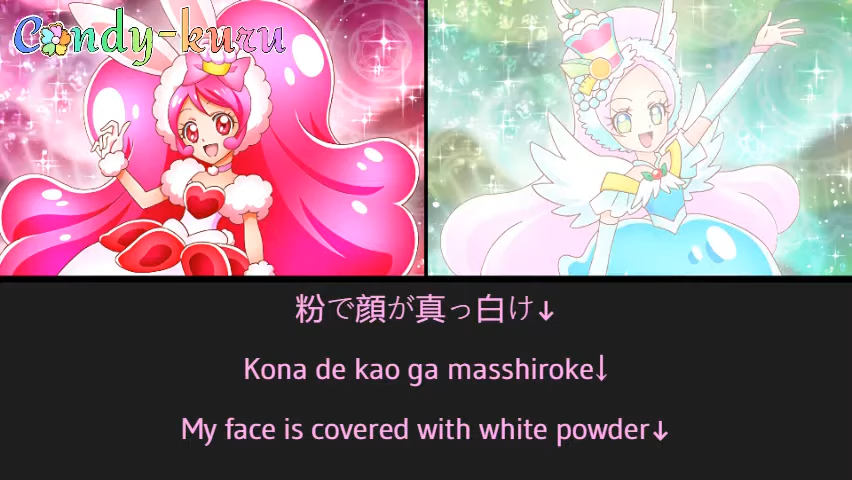 Candy-kuru
粉で顔が真っ白け↓
Kona de kao ga masshiroke↓
My face is covered with white powder↓